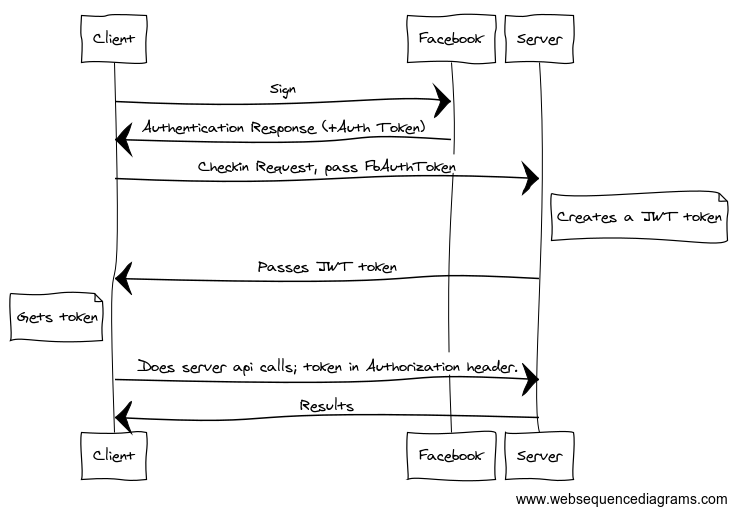 Client
Facebook
Server
Sign
Authentication Response (+Auth Token)
Checkin Request, pass FbAuthToken
Creates a JWT token
Passes JWT token
Gets token
Does server api calls; token in Authorization header.
Results
Client
Facebook
Server
www.websequencediagrams.com